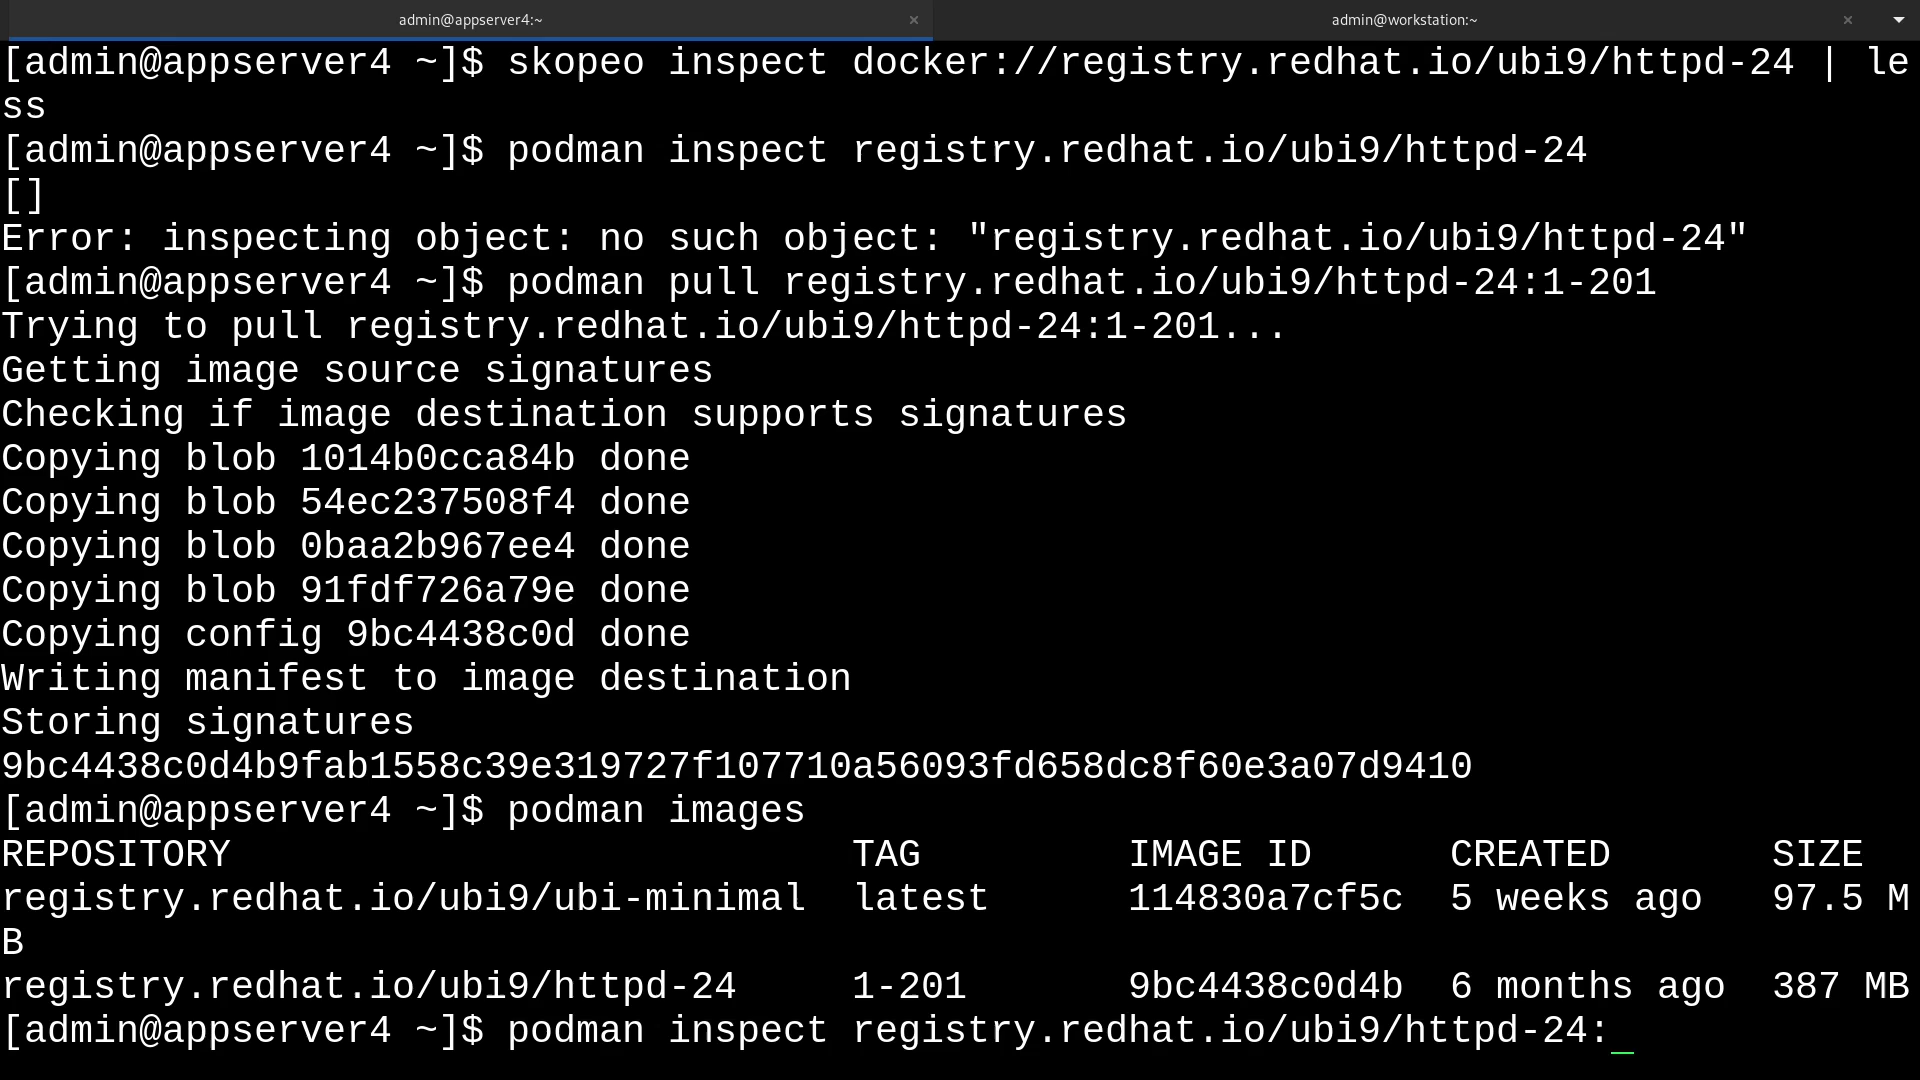 admin@appserver4:~ × admin@workstation:~ ×
[admin@appserver4 ~]$ skopeo inspect docker://registry.redhat.io/ubi9/httpd-24 | le
ss
[admin@appserver4 ~]$ podman inspect registry.redhat.io/ubi9/httpd-24
[]
Error: inspecting object: no such object: "registry.redhat.io/ubi9/httpd-24"
[admin@appserver4 ~]$ podman pull registry.redhat.io/ubi9/httpd-24:1-201
Trying to pull registry.redhat.io/ubi9/httpd-24:1-201...
Getting image source signatures
Checking if image destination supports signatures
Copying blob 1014b0cca84b done
Copying blob 54ec237508f4 done
Copying blob 0baa2b967ee4 done
Copying blob 91fdf726a79e done
Copying config 9bc4438c0d done
Writing manifest to image destination
Storing signatures
9bc4438c0d4b9fab1558c39e319727f107710a56093fd658dc8f60e3a07d9410
[admin@appserver4 ~]$ podman images
REPOSITORY                           TAG         IMAGE ID      CREATED       SIZE
registry.redhat.io/ubi9/ubi-minimal  latest      114830a7cf5c  5 weeks ago   97.5 M
B
registry.redhat.io/ubi9/httpd-24     1-201       9bc4438c0d4b  6 months ago  387 MB
[admin@appserver4 ~]$ podman inspect registry.redhat.io/ubi9/httpd-24: